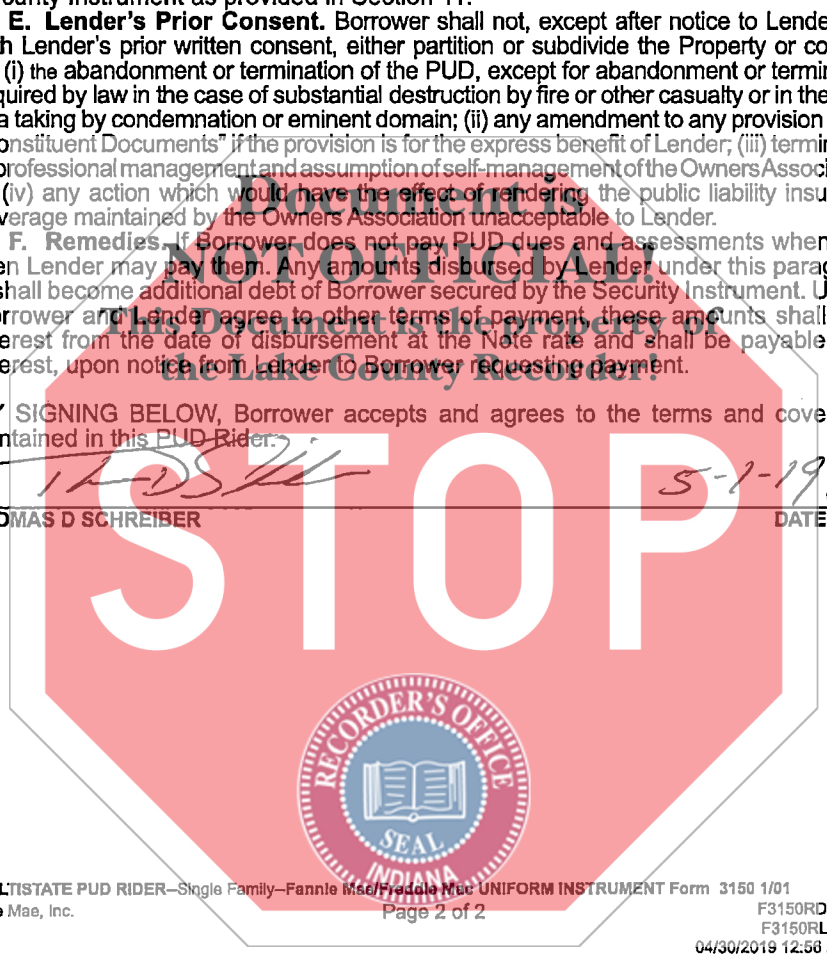 ounty Instrument as provided in Section 11.
E. Lender's Prior Consent. Borrower shall not, except after notice to Lende
h Lender's prior written consent, either partition or subdivide the Property or co
(i) the abandonment or termination of the PUD, except for abandonment or termin
quired by law in the case of substantial destruction by fire or other casualty or in the
a taking by condemnation or eminent domain; (ii) any amendment to any provision
onstituent Documents" if the provision is for the express benefit of Lender; (iii) termin
professional management and assumption of self-management of the Owners Associ
(iv) any action which would have the effect of rendering the public liability insu
verage maintained by the Owners Association unacceptable to Lender.
F. Remedies. If Borrower does not pay PUD dues and assessments when
en Lender may pay them. Any amounts disbursed by Lender under this parag
shall become additional debt of Borrower secured by the Security Instrument. U
orrower and Lender agree to other terms of payment, these amounts shall
erest from the date of disbursement at the Note rate and shall be payable
erest, upon notice from Lender to Borrower requesting payment.
Document is
NOT OFFICIAL!
This Document is the property of
the Lake County Recorder!
Y SIGNING BELOW, Borrower accepts and agrees to the terms and cove
ntained in this PUD Rider.
5-1-19
OMAS D SCHREIBER DATE
STOP
RECORDER'S OFFICE
SEAL
INDIANA
LTISTATE PUD RIDER–Single Family–Fannie Mae/Freddie Mac UNIFORM INSTRUMENT Form 3150 1/01
e Mae, Inc. Page 2 of 2 F3150RD
F3150RL
04/30/2019 12:56